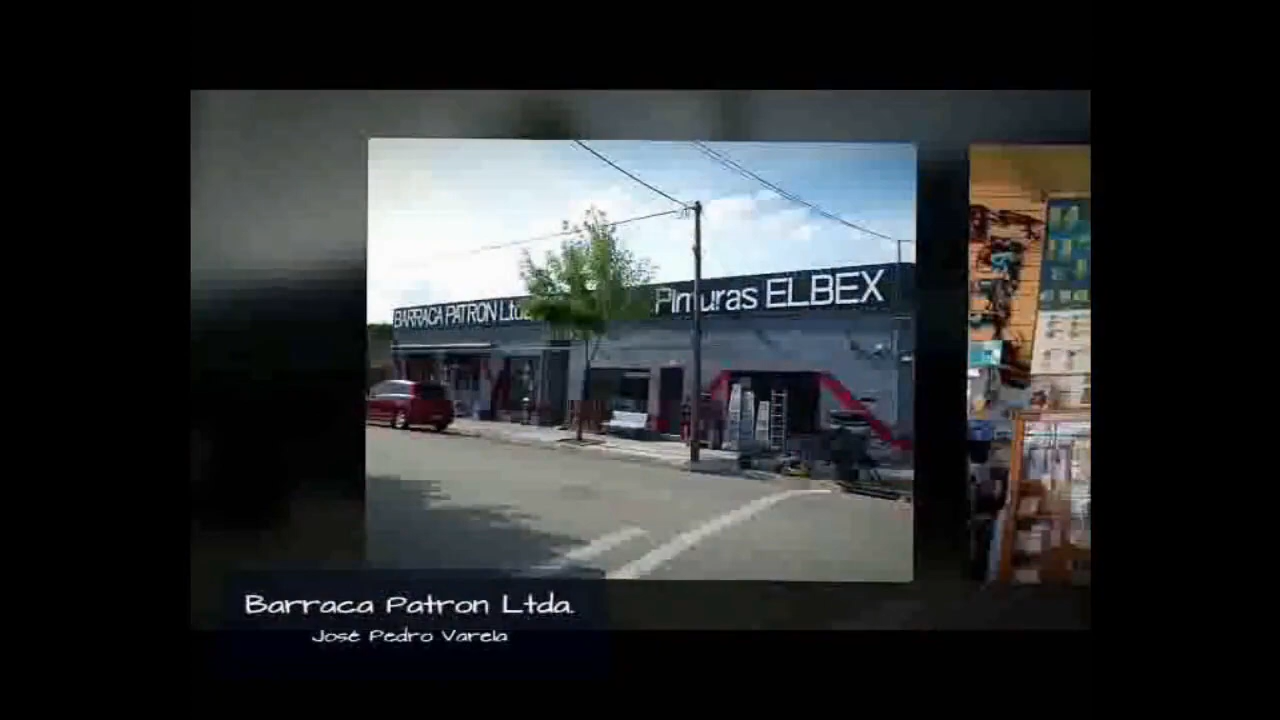 BARRACA PATRON Ltda
Pinturas ELBEX
Barraca Patron Ltda.
José Pedro Varela